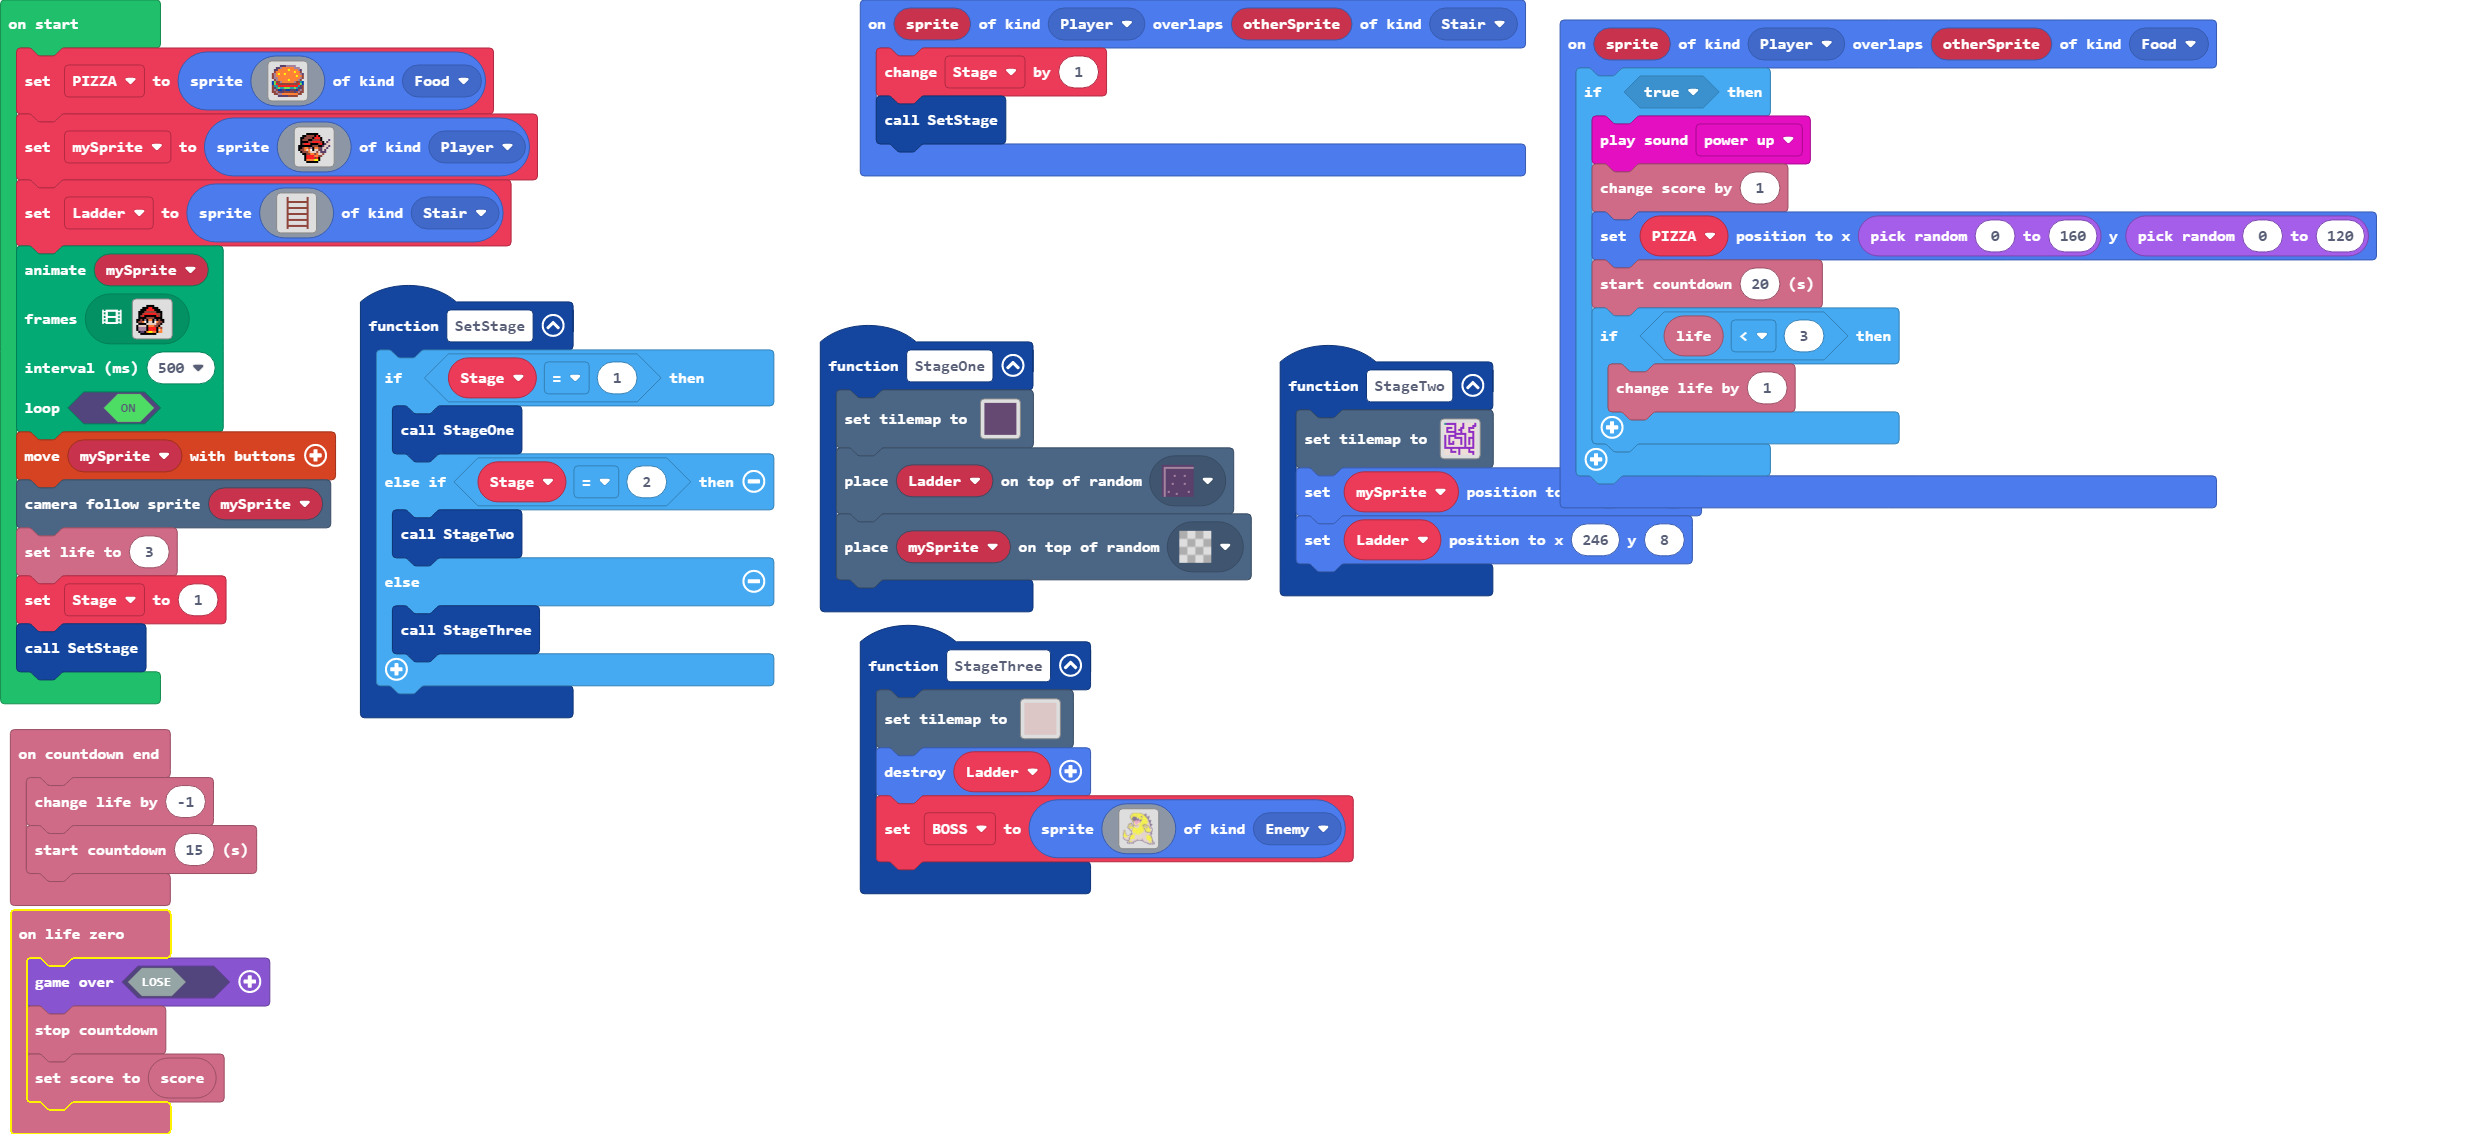 on start
set PIZZA to sprite of kind Food
set mySprite to sprite of kind Player
set Ladder to sprite of kind Stair
animate mySprite
frames
interval (ms) 500
loop ON
move mySprite with buttons
camera follow sprite mySprite
set life to 3
set Stage to 1
call SetStage
on countdown end
change life by -1
start countdown 15 (s)
on life zero
game over LOSE
stop countdown
set score to score
function SetStage
if Stage = 1 then
call StageOne
else if Stage = 2 then
call StageTwo
else
call StageThree
on sprite of kind Player overlaps otherSprite of kind Stair
change Stage by 1
call SetStage
function StageOne
set tilemap to
place Ladder on top of random
place mySprite on top of random
function StageThree
set tilemap to
destroy Ladder
set BOSS to sprite of kind Enemy
function StageTwo
set tilemap to
set mySprite position to
set Ladder position to x 246 y 8
on sprite of kind Player overlaps otherSprite of kind Food
if true then
play sound power up
change score by 1
set PIZZA position to x pick random 0 to 160 y pick random 0 to 120
start countdown 20 (s)
if life < 3 then
change life by 1